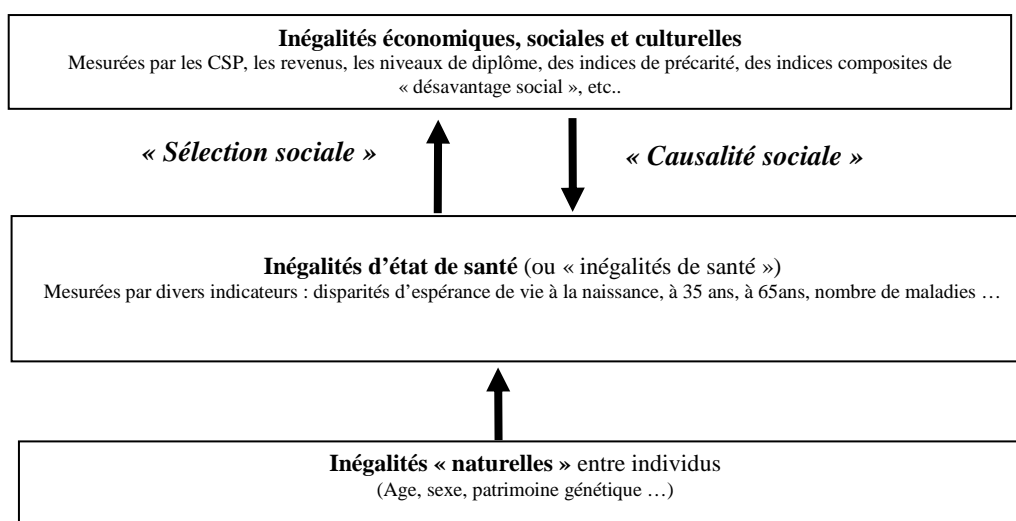 Inégalités économiques, sociales et culturelles
Mesurées par les CSP, les revenus, les niveaux de diplôme, des indices de précarité, des indices composites de
« désavantage social », etc..
« Sélection sociale »
« Causalité sociale »
Inégalités d'état de santé (ou « inégalités de santé »)
Mesurées par divers indicateurs : disparités d'espérance de vie à la naissance, à 35 ans, à 65ans, nombre de maladies …
Inégalités « naturelles » entre individus
(Age, sexe, patrimoine génétique …)